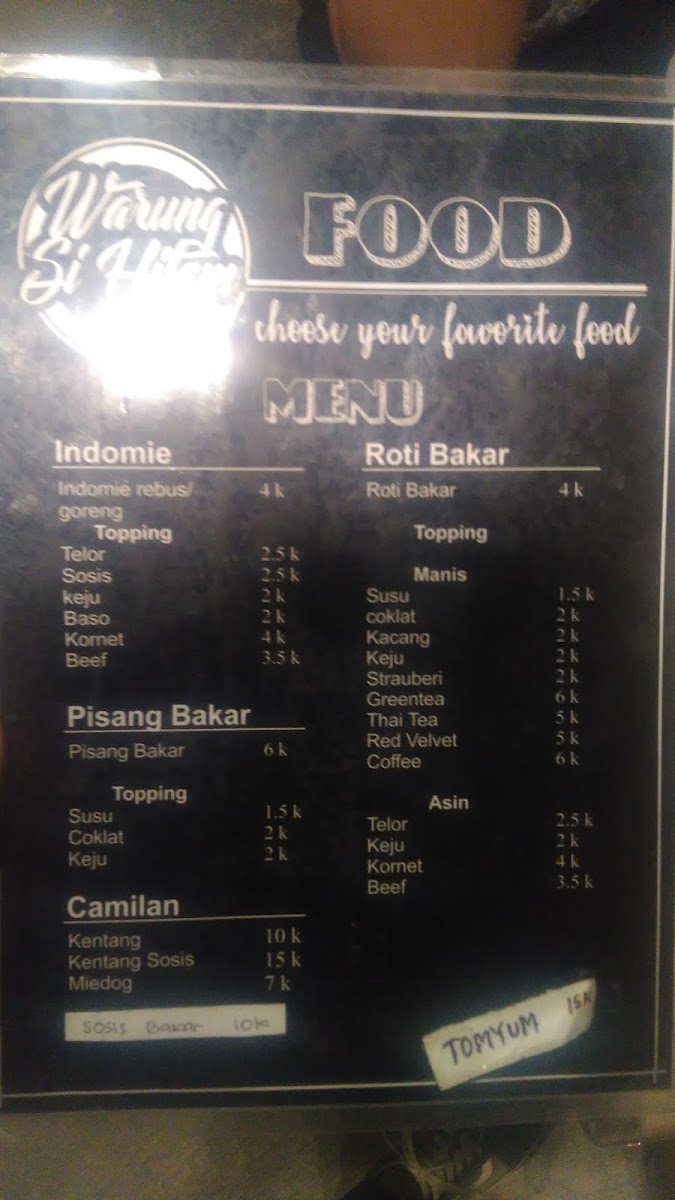 Warung
Si Hitam
FOOD
choose your favorite food
MENU
Indomie
Indomie rebus/ 4 k
goreng
Topping
Telor 2.5 k
Sosis 2.5 k
keju 2 k
Baso 2 k
Kornet 4 k
Beef 3.5 k
Pisang Bakar
Pisang Bakar 6 k
Topping
Susu 1.5 k
Coklat 2 k
Keju 2 k
Camilan
Kentang 10 k
Kentang Sosis 15 k
Miedog 7 k
SOSIS BAKAR 10k
Roti Bakar
Roti Bakar 4 k
Topping
Manis
Susu 1.5 k
coklat 2 k
Kacang 2 k
Keju 2 k
Strauberi 2 k
Greentea 6 k
Thai Tea 5 k
Red Velvet 5 k
Coffee 6 k
Asin
Telor 2.5 k
Keju 2 k
Kornet 4 k
Beef 3.5 k
TOMYUM 15K